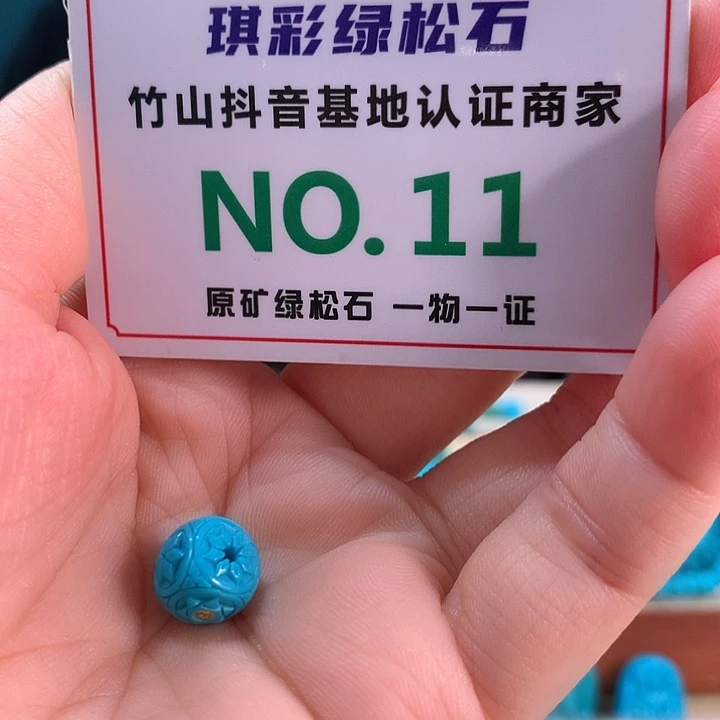 琪彩绿松石
竹山抖音基地认证商家
NO.11
原矿绿松石 一物一证